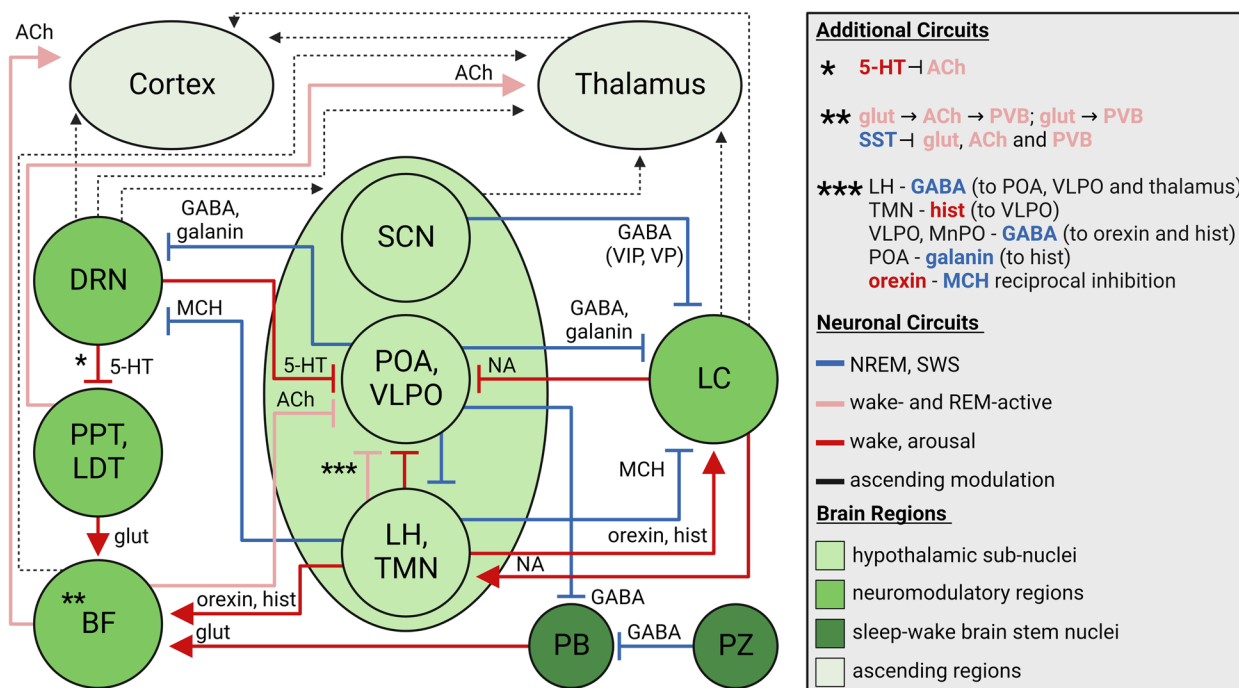 ACh
Cortex
ACh
Thalamus
GABA,
galanin
SCN
GABA
(VIP, VP)
DRN
MCH
GABA,
galanin
POA,
VLPO
5-HT
NA
LC
*
5-HT
ACh
PPT,
LDT
***
MCH
glut
LH,
TMN
orexin, hist
NA
**
BF
orexin, hist
glut
GABA
PB
GABA
PZ
Additional Circuits
* 5-HT ⊣ ACh
** glut → ACh → PVB; glut → PVB
SST ⊣ glut, ACh and PVB
*** LH - GABA (to POA, VLPO and thalamus)
TMN - hist (to VLPO)
VLPO, MnPO - GABA (to orexin and hist)
POA - galanin (to hist)
orexin - MCH reciprocal inhibition
Neuronal Circuits
NREM, SWS
wake- and REM-active
wake, arousal
ascending modulation
Brain Regions
hypothalamic sub-nuclei
neuromodulatory regions
sleep-wake brain stem nuclei
ascending regions